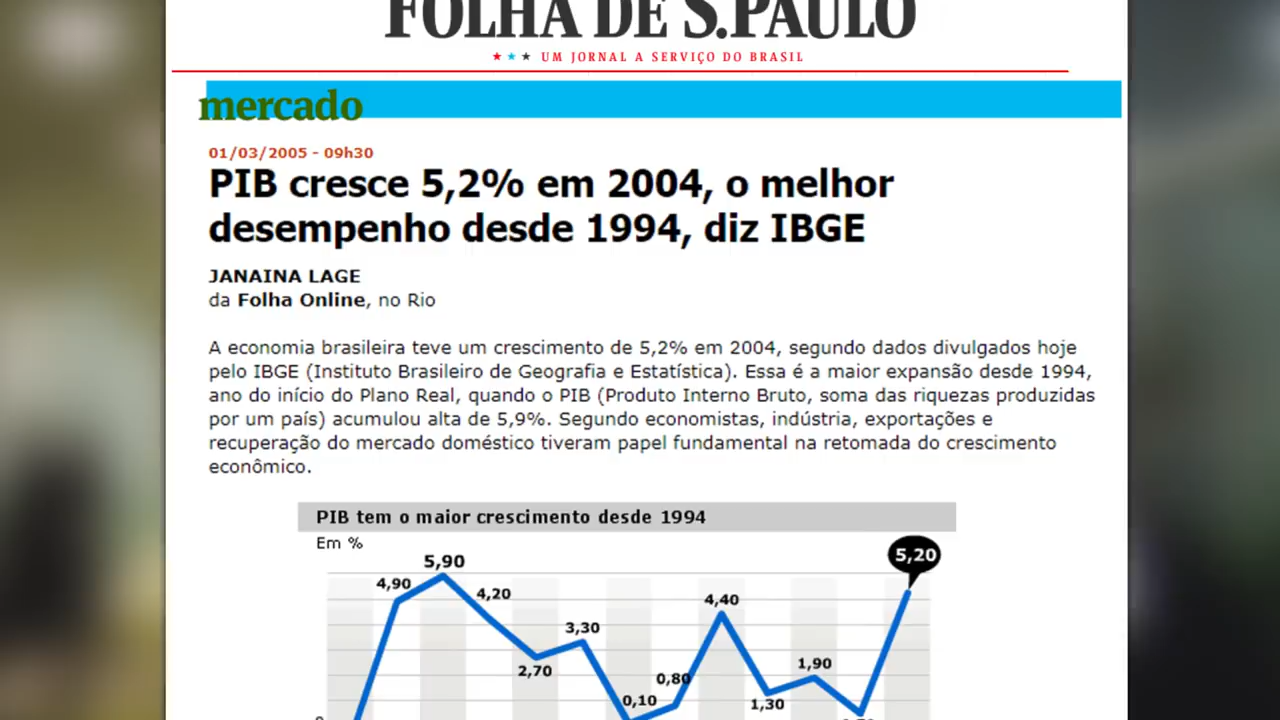 FOLHA DE S.PAULO
★ ★ ★ UM JORNAL A SERVIÇO DO BRASIL
mercado
01/03/2005 - 09h30
PIB cresce 5,2% em 2004, o melhor
desempenho desde 1994, diz IBGE
JANAINA LAGE
da Folha Online, no Rio
A economia brasileira teve um crescimento de 5,2% em 2004, segundo dados divulgados hoje
pelo IBGE (Instituto Brasileiro de Geografia e Estatística). Essa é a maior expansão desde 1994,
ano do início do Plano Real, quando o PIB (Produto Interno Bruto, soma das riquezas produzidas
por um país) acumulou alta de 5,9%. Segundo economistas, indústria, exportações e
recuperação do mercado doméstico tiveram papel fundamental na retomada do crescimento
econômico.
PIB tem o maior crescimento desde 1994
Em %
5,20
5,90
4,90
4,20
4,40
3,30
1,90
2,70
0,80
0,10
1,30